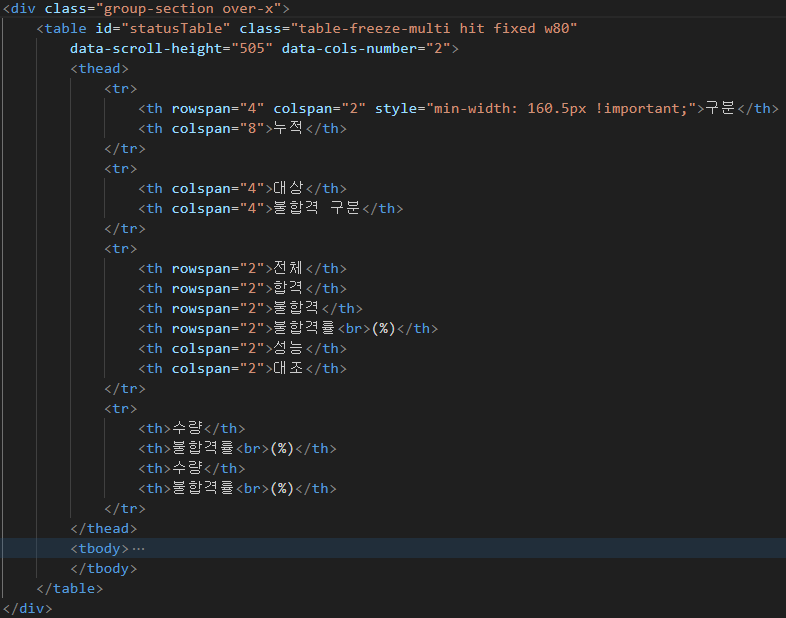 <div class="group-section over-x">
<table id="statusTable" class="table-freeze-multi hit fixed w80"
data-scroll-height="505" data-cols-number="2">
<thead>
<tr>
<th rowspan="4" colspan="2" style="min-width: 160.5px !important;">구분</th>
<th colspan="8">누적</th>
</tr>
<tr>
<th colspan="4">대상</th>
<th colspan="4">불합격 구분</th>
</tr>
<tr>
<th rowspan="2">전체</th>
<th rowspan="2">합격</th>
<th rowspan="2">불합격</th>
<th rowspan="2">불합격률<br>(%)</th>
<th colspan="2">성능</th>
<th colspan="2">대조</th>
</tr>
<tr>
<th>수량</th>
<th>불합격률<br>(%)</th>
<th>수량</th>
<th>불합격률<br>(%)</th>
</tr>
</thead>
<tbody>…
</tbody>
</table>
</div>